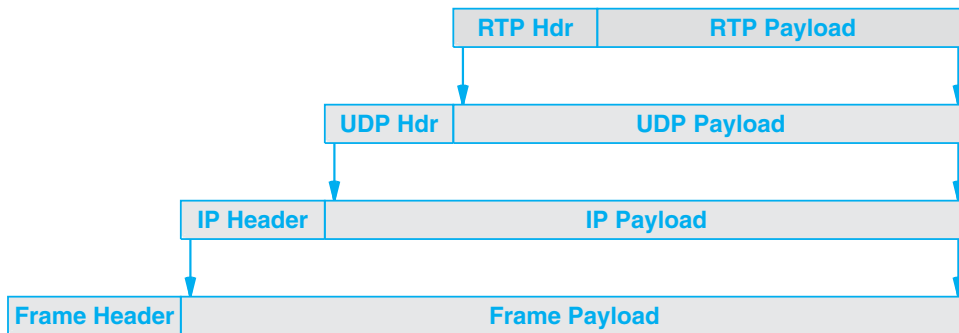 RTP Hdr RTP Payload
UDP Hdr UDP Payload
IP Header IP Payload
Frame Header Frame Payload